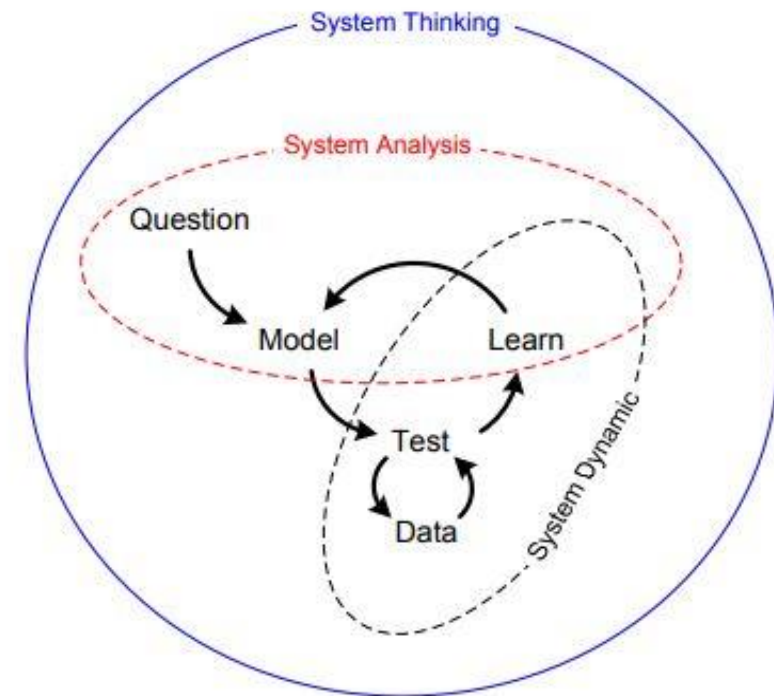 System Thinking
System Analysis
Question
Model
Learn
Test
Data
System Dynamic